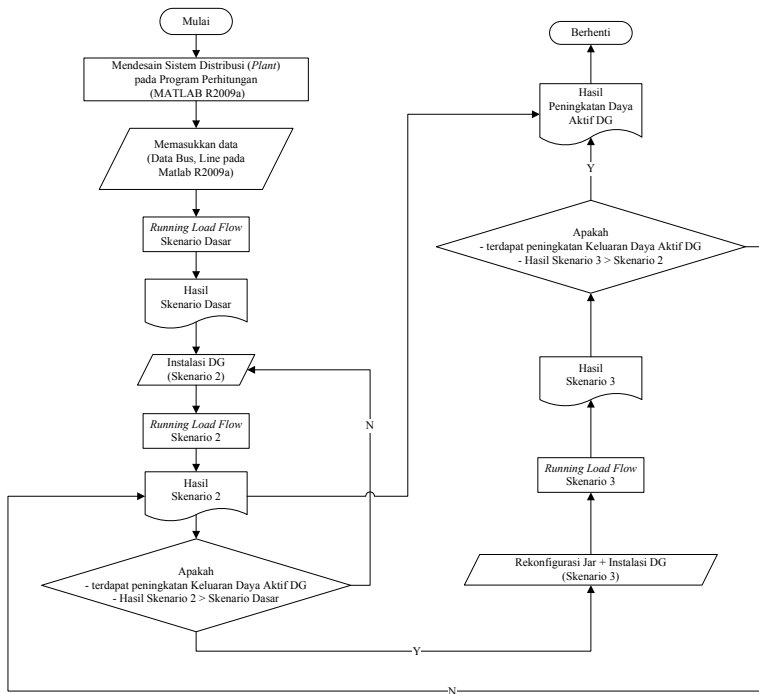 Mulai
Mendesain Sistem Distribusi (Plant)
pada Program Perhitungan
(MATLAB R2009a)
Memasukkan data
(Data Bus, Line pada
Matlab R2009a)
Running Load Flow
Skenario Dasar
Hasil
Skenario Dasar
Instalasi DG
(Skenario 2)
Running Load Flow
Skenario 2
N
Hasil
Skenario 2
Apakah
- terdapat peningkatan Keluaran Daya Aktif DG
- Hasil Skenario 2 > Skenario Dasar
Y
Rekonfigurasi Jar + Instalasi DG
(Skenario 3)
Running Load Flow
Skenario 3
Hasil
Skenario 3
Apakah
- terdapat peningkatan Keluaran Daya Aktif DG
- Hasil Skenario 3 > Skenario 2
Y
N
Hasil
Peningkatan Daya
Aktif DG
Berhenti